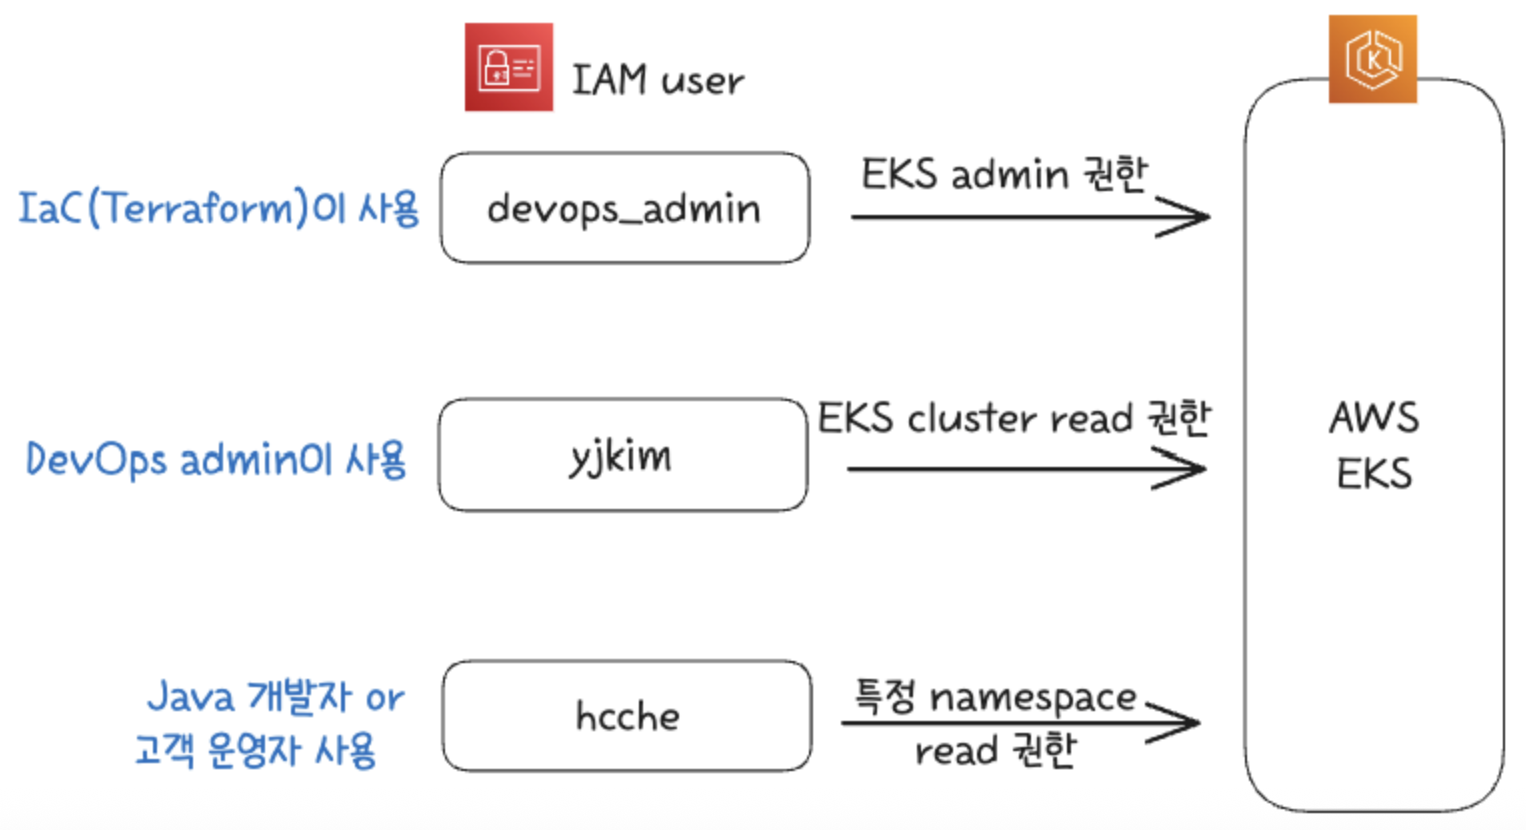 IAM user
IaC(Terraform)이 사용
devops_admin
EKS admin 권한
DevOps admin이 사용
yjkim
EKS cluster read 권한
AWS
EKS
Java 개발자 or
고객 운영자 사용
hcche
특정 namespace
read 권한
K